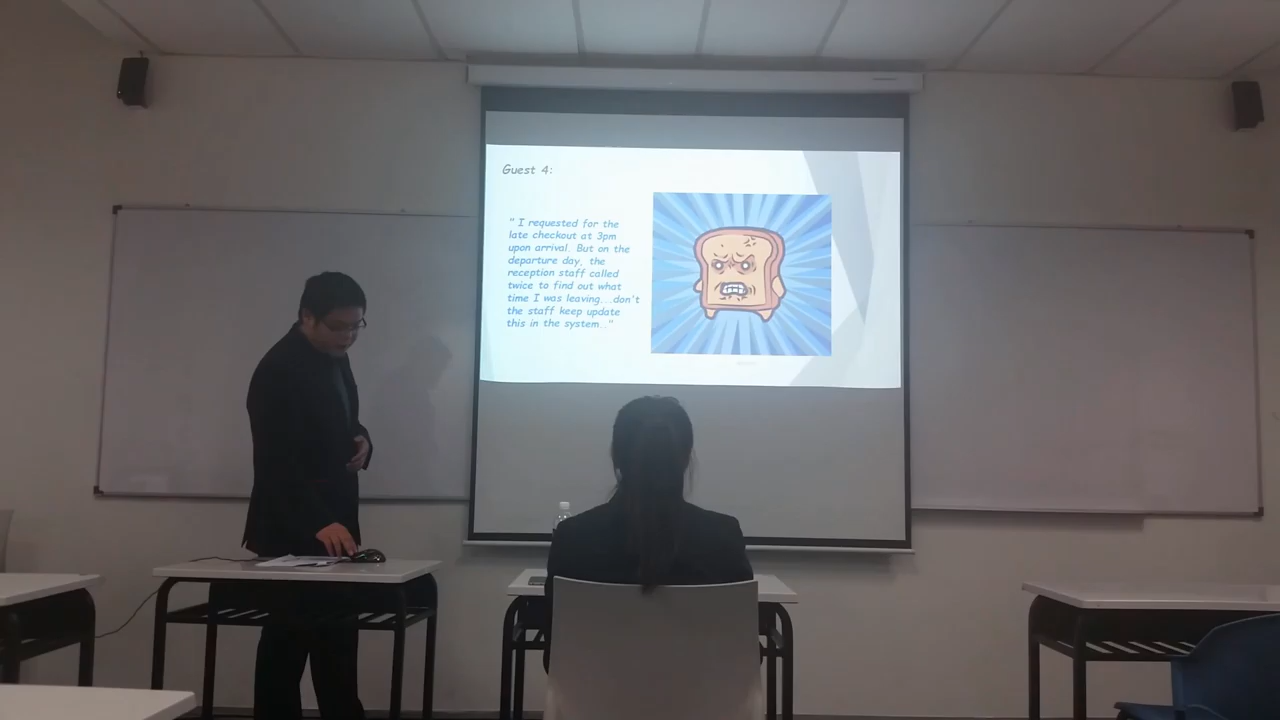 Guest 4:
" I requested for the
late checkout at 3pm
upon arrival. But on the
departure day, the
reception staff called
twice to find out what
time I was leaving...don't
the staff keep update
this in the system.."